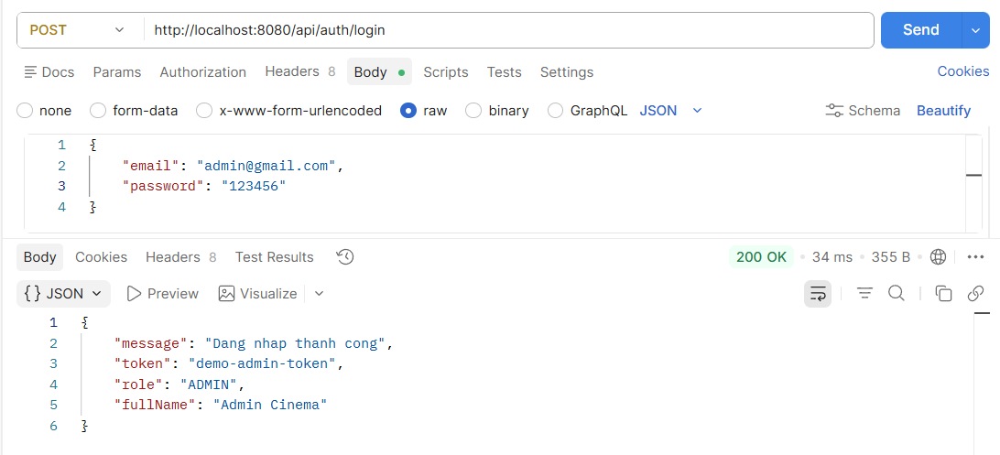 POST http://localhost:8080/api/auth/login Send
Docs Params Authorization Headers 8 Body Scripts Tests Settings Cookies
none form-data x-www-form-urlencoded raw binary GraphQL JSON Schema Beautify
1 {
2 "email": "admin@gmail.com",
3 "password": "123456"
4 }
Body Cookies Headers 8 Test Results 200 OK 34 ms 355 B
{} JSON Preview Visualize
1 {
2 "message": "Dang nhap thanh cong",
3 "token": "demo-admin-token",
4 "role": "ADMIN",
5 "fullName": "Admin Cinema"
6 }